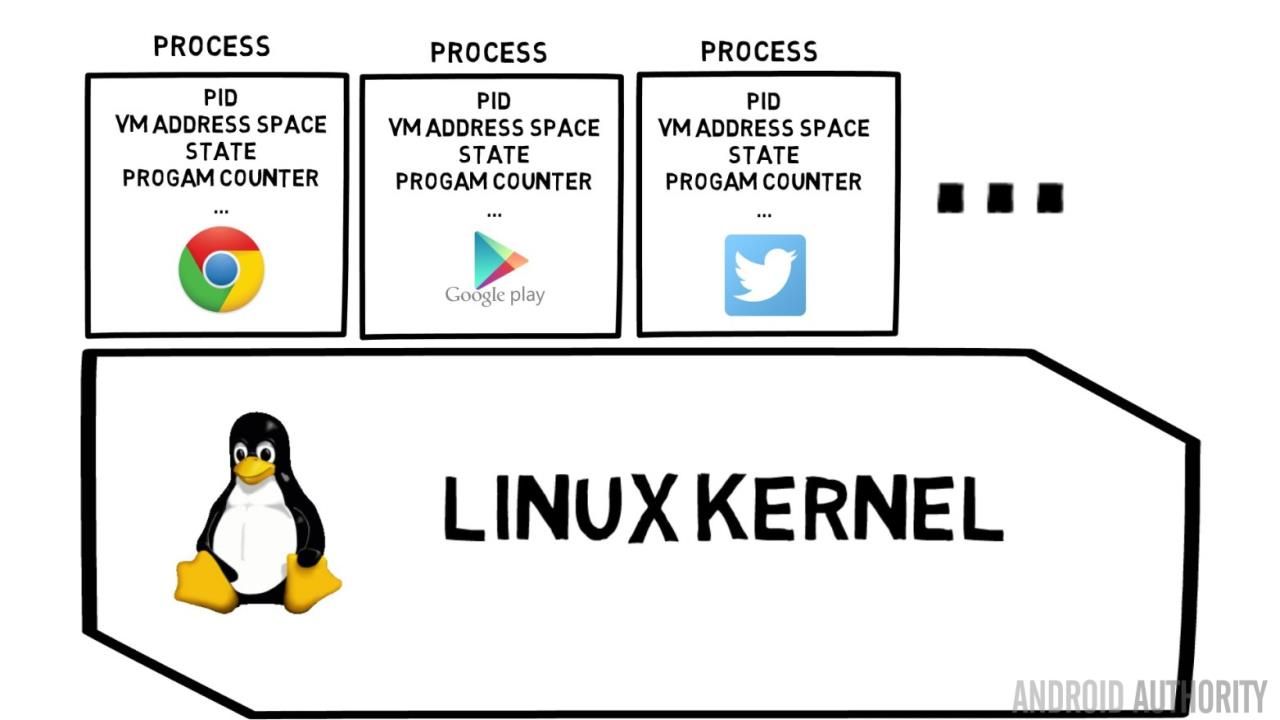 PROCESS
PID
VM ADDRESS SPACE
STATE
PROGAM COUNTER
...
Google play
PROCESS
PID
VM ADDRESS SPACE
STATE
PROGAM COUNTER
...
PROCESS
PID
VM ADDRESS SPACE
STATE
PROGAM COUNTER
...
LINUX KERNEL
ANDROID AUTHORITY